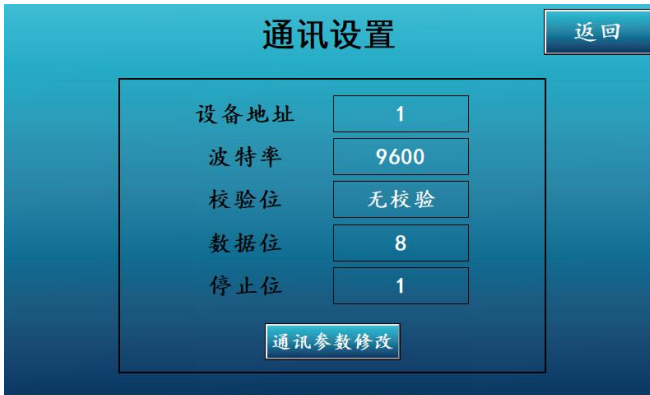 通讯设置
返回
设备地址 1
波特率 9600
校验位 无校验
数据位 8
停止位 1
通讯参数修改